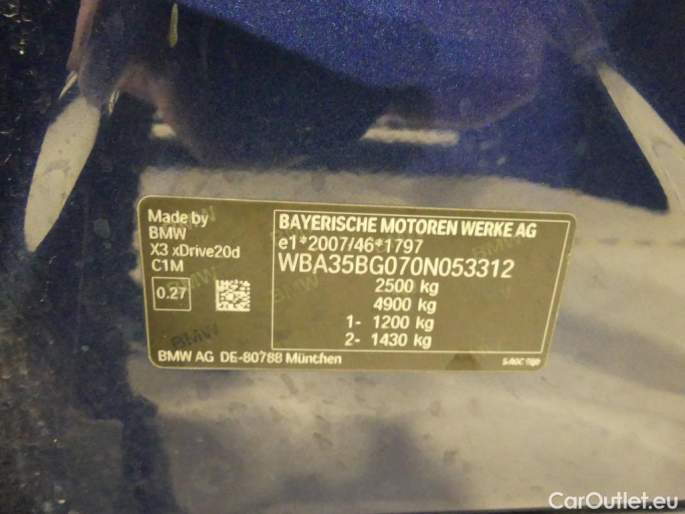 Made by
BMW
X3 xDrive20d
C1M
0.27
BAYERISCHE MOTOREN WERKE AG
e1*2007/46*1797
WBA35BG070N053312
2500 kg
4900 kg
1- 1200 kg
2- 1430 kg
BMW AG DE-80788 München
CarOutlet.eu